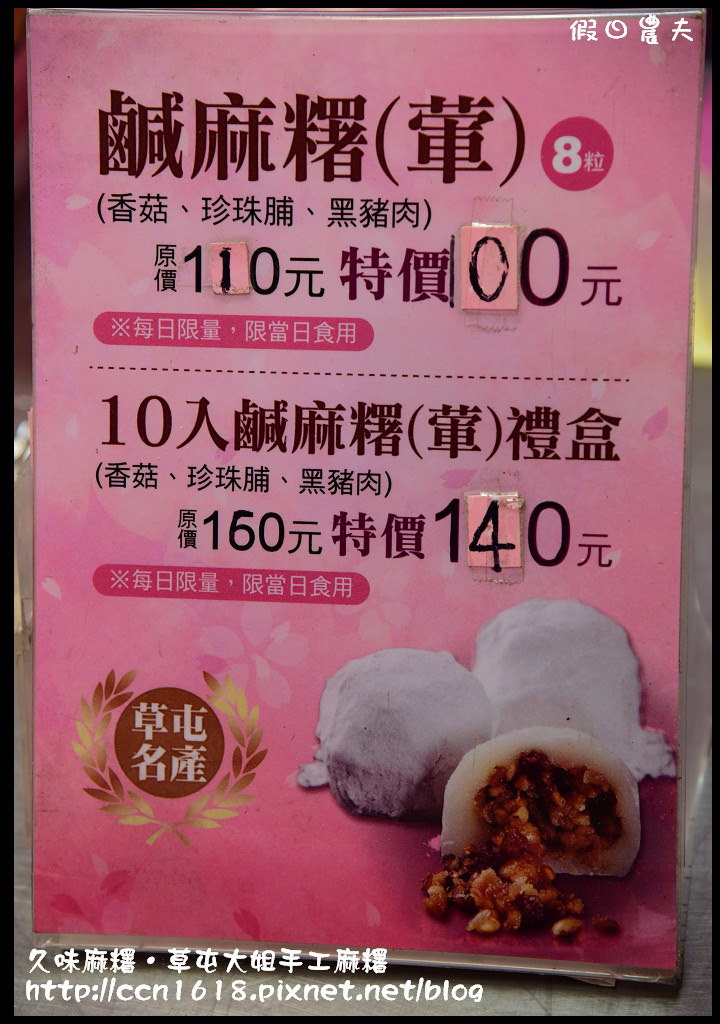 假日農夫
鹹麻糬(葷) 8粒
(香菇、珍珠脯、黑豬肉)
原價110元 特價100元
※每日限量，限當日食用
10入鹹麻糬(葷)禮盒
(香菇、珍珠脯、黑豬肉)
原價160元 特價140元
※每日限量，限當日食用
草屯
名產
久味麻糬•草屯大姐手工麻糬
http://ccn1618.pixnet.net/blog